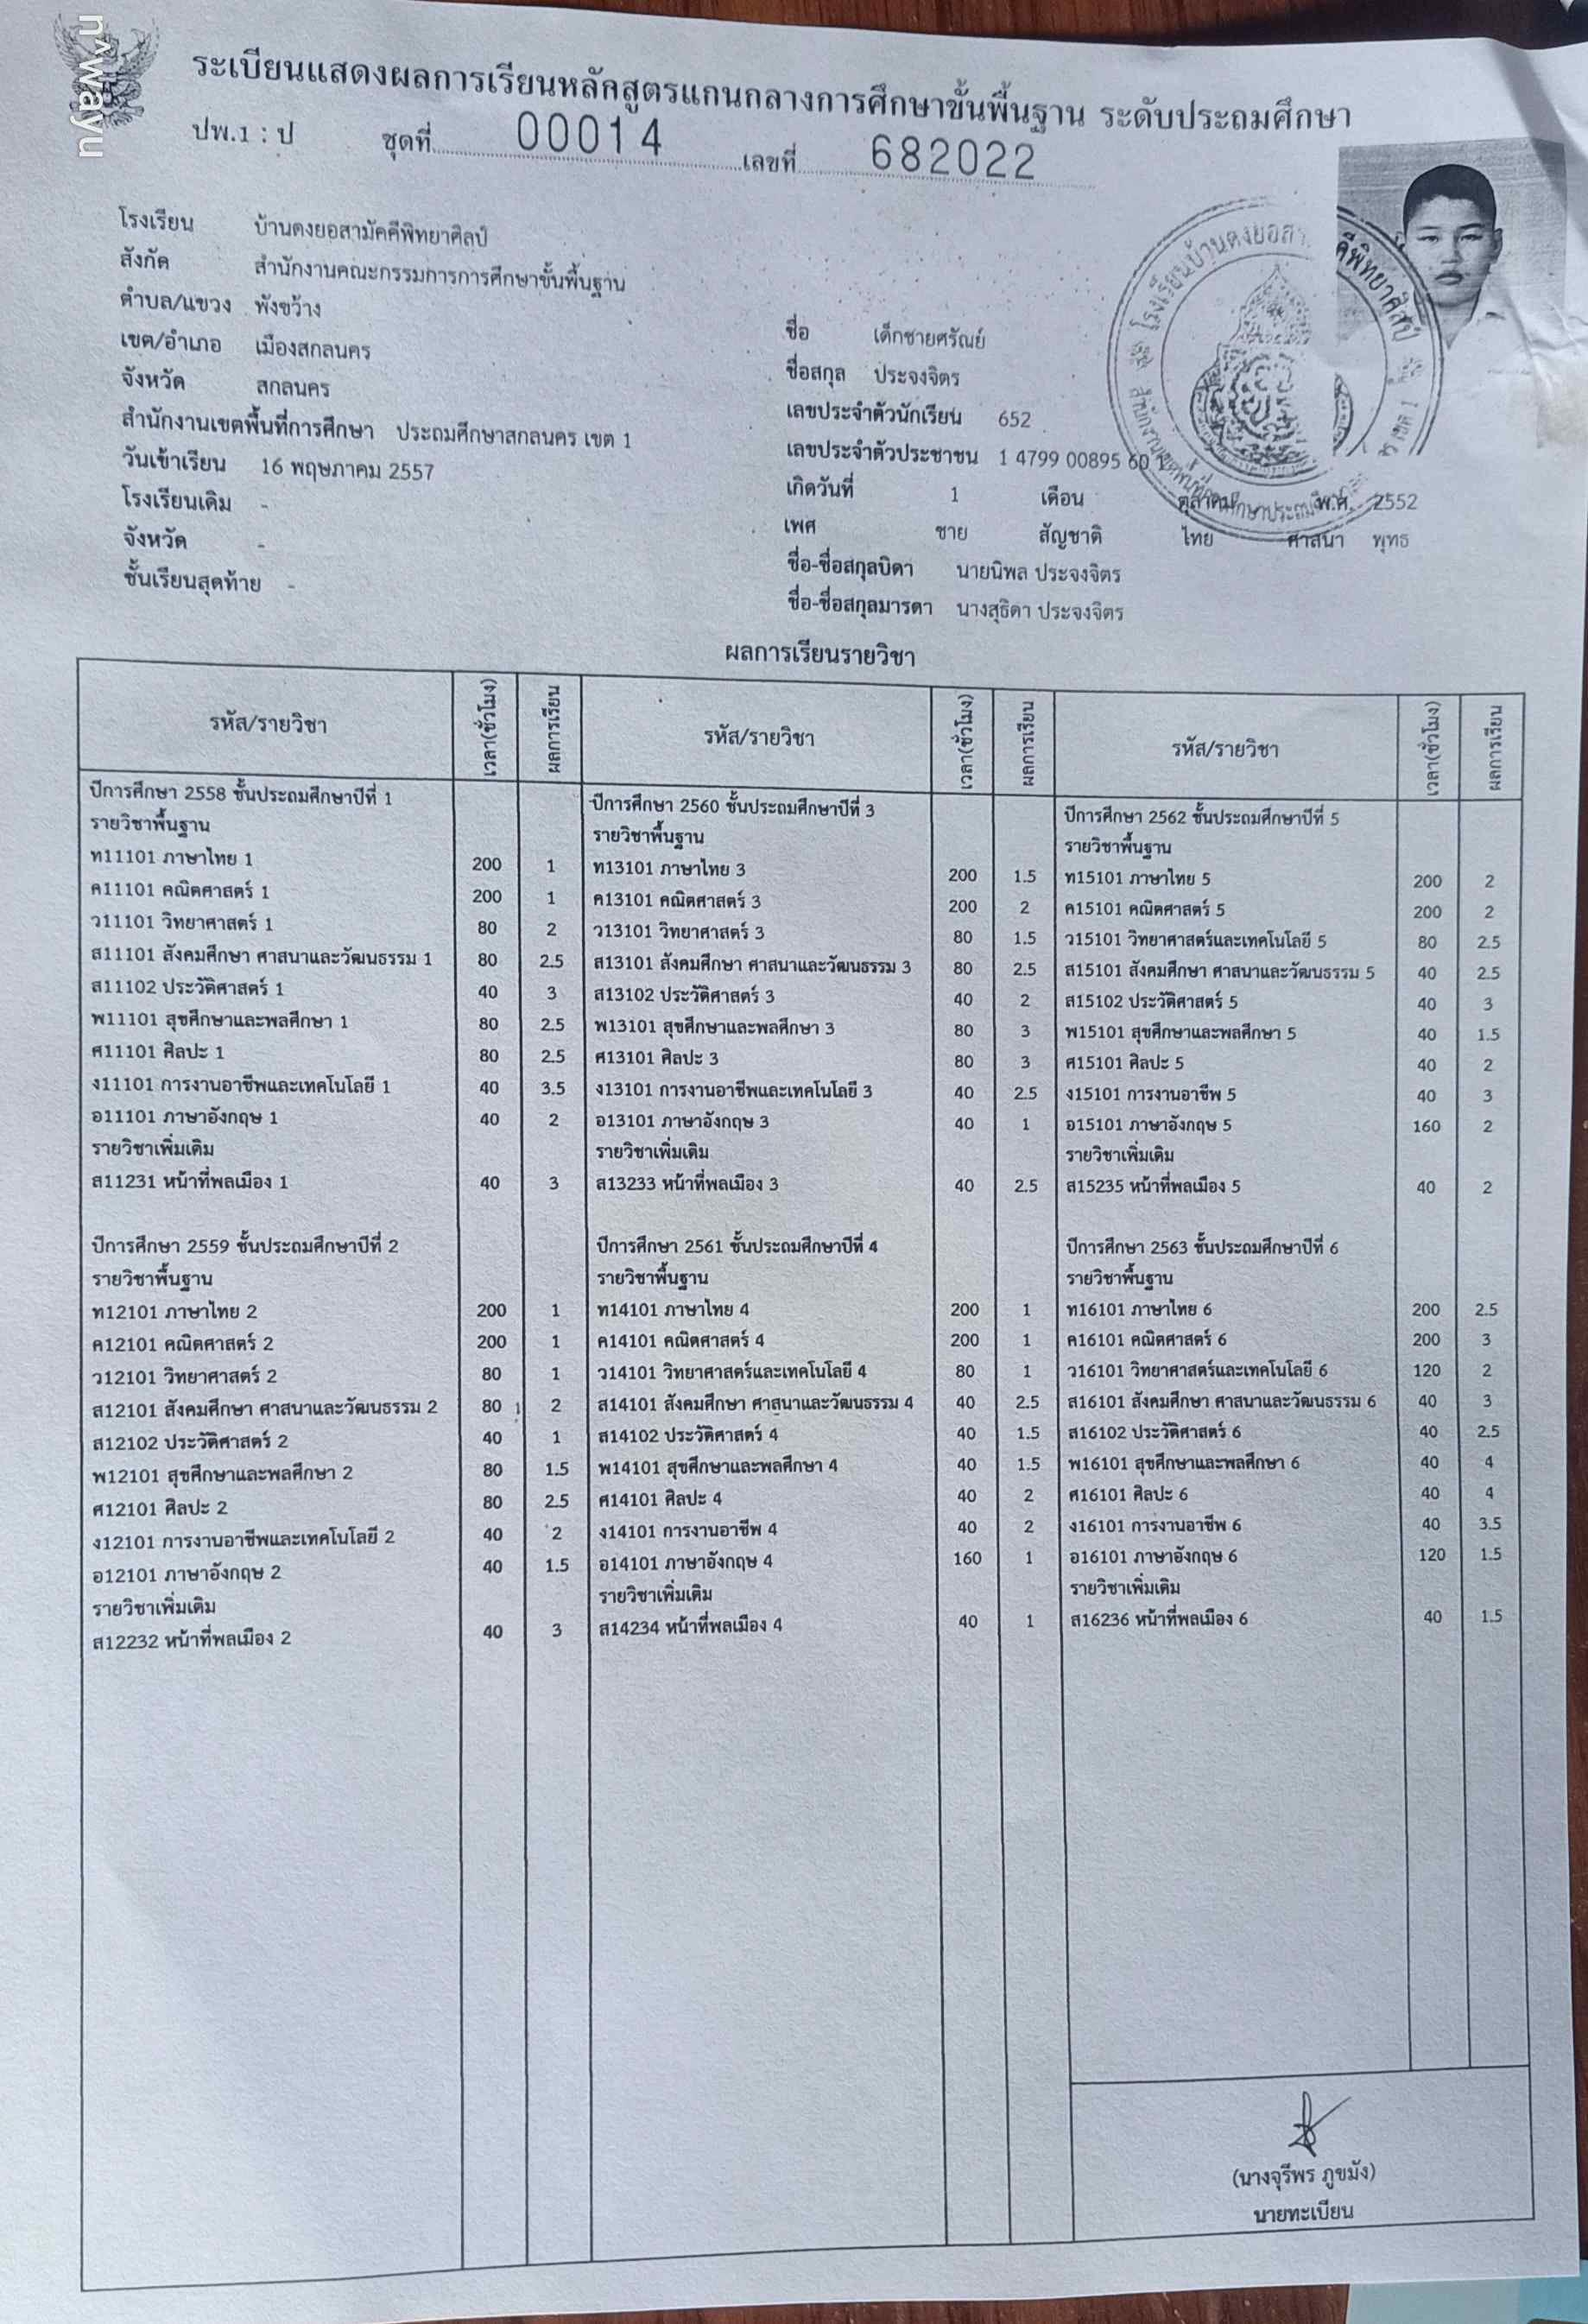 ก^พลyน
ระเบียนแสดงผลการเรียนหลักสูตรแกนกลางการศึกษาขั้นพื้นฐาน ระดับประถมศึกษา
ปพ.1 : ป ชุดที่ 00014 เลขที่ 682022
โรงเรียน บ้านดงยอสามัคคีพิทยาศิลป์
สังกัด สำนักงานคณะกรรมการการศึกษาขั้นพื้นฐาน
ตำบล/แขวง พังขว้าง
เขต/อำเภอ เมืองสกลนคร
จังหวัด สกลนคร
สำนักงานเขตพื้นที่การศึกษา ประถมศึกษาสกลนคร เขต 1
วันเข้าเรียน 16 พฤษภาคม 2557
โรงเรียนเดิม -
จังหวัด -
ชั้นเรียนสุดท้าย -
ชื่อ เด็กชายศรัณย์
ชื่อสกุล ประจงจิตร
เลขประจำตัวนักเรียน 652
เลขประจำตัวประชาชน 1 4799 00895 60 1
เกิดวันที่ 1 เดือน ตุลาคม พ.ศ. 2552
เพศ ชาย สัญชาติ ไทย ศาสนา พุทธ
ชื่อ-ชื่อสกุลบิดา นายนิพล ประจงจิตร
ชื่อ-ชื่อสกุลมารดา นางสุธิดา ประจงจิตร
ผลการเรียนรายวิชา
รหัส/รายวิชา เวลา(ชั่วโมง) ผลการเรียน
ปีการศึกษา 2558 ชั้นประถมศึกษาปีที่ 1
รายวิชาพื้นฐาน
ท11101 ภาษาไทย 1 200 1
ค11101 คณิตศาสตร์ 1 200 1
ว11101 วิทยาศาสตร์ 1 80 2
ส11101 สังคมศึกษา ศาสนาและวัฒนธรรม 1 80 2.5
ส11102 ประวัติศาสตร์ 1 40 3
พ11101 สุขศึกษาและพลศึกษา 1 80 2.5
ศ11101 ศิลปะ 1 80 2.5
ง11101 การงานอาชีพและเทคโนโลยี 1 40 3.5
อ11101 ภาษาอังกฤษ 1 40 2
รายวิชาเพิ่มเติม
ส11231 หน้าที่พลเมือง 1 40 3
ปีการศึกษา 2559 ชั้นประถมศึกษาปีที่ 2
รายวิชาพื้นฐาน
ท12101 ภาษาไทย 2 200 1
ค12101 คณิตศาสตร์ 2 200 1
ว12101 วิทยาศาสตร์ 2 80 1
ส12101 สังคมศึกษา ศาสนาและวัฒนธรรม 2 80 2
ส12102 ประวัติศาสตร์ 2 40 1
พ12101 สุขศึกษาและพลศึกษา 2 80 1.5
ศ12101 ศิลปะ 2 80 2.5
ง12101 การงานอาชีพและเทคโนโลยี 2 40 2
อ12101 ภาษาอังกฤษ 2 40 1.5
รายวิชาเพิ่มเติม
ส12232 หน้าที่พลเมือง 2 40 3
รหัส/รายวิชา เวลา(ชั่วโมง) ผลการเรียน
ปีการศึกษา 2560 ชั้นประถมศึกษาปีที่ 3
รายวิชาพื้นฐาน
ท13101 ภาษาไทย 3 200 1.5
ค13101 คณิตศาสตร์ 3 200 2
ว13101 วิทยาศาสตร์ 3 80 1.5
ส13101 สังคมศึกษา ศาสนาและวัฒนธรรม 3 80 2.5
ส13102 ประวัติศาสตร์ 3 40 2
พ13101 สุขศึกษาและพลศึกษา 3 80 3
ศ13101 ศิลปะ 3 80 3
ง13101 การงานอาชีพและเทคโนโลยี 3 40 2.5
อ13101 ภาษาอังกฤษ 3 40 1
รายวิชาเพิ่มเติม
ส13233 หน้าที่พลเมือง 3 40 2.5
ปีการศึกษา 2561 ชั้นประถมศึกษาปีที่ 4
รายวิชาพื้นฐาน
ท14101 ภาษาไทย 4 200 1
ค14101 คณิตศาสตร์ 4 200 1
ว14101 วิทยาศาสตร์และเทคโนโลยี 4 80 1
ส14101 สังคมศึกษา ศาสนาและวัฒนธรรม 4 40 2.5
ส14102 ประวัติศาสตร์ 4 40 1.5
พ14101 สุขศึกษาและพลศึกษา 4 40 1.5
ศ14101 ศิลปะ 4 40 2
ง14101 การงานอาชีพ 4 40 2
อ14101 ภาษาอังกฤษ 4 160 1
รายวิชาเพิ่มเติม
ส14234 หน้าที่พลเมือง 4 40 1
รหัส/รายวิชา เวลา(ชั่วโมง) ผลการเรียน
ปีการศึกษา 2562 ชั้นประถมศึกษาปีที่ 5
รายวิชาพื้นฐาน
ท15101 ภาษาไทย 5 200 2
ค15101 คณิตศาสตร์ 5 200 2
ว15101 วิทยาศาสตร์และเทคโนโลยี 5 80 2.5
ส15101 สังคมศึกษา ศาสนาและวัฒนธรรม 5 40 2.5
ส15102 ประวัติศาสตร์ 5 40 3
พ15101 สุขศึกษาและพลศึกษา 5 40 1.5
ศ15101 ศิลปะ 5 40 2
ง15101 การงานอาชีพ 5 40 3
อ15101 ภาษาอังกฤษ 5 160 2
รายวิชาเพิ่มเติม
ส15235 หน้าที่พลเมือง 5 40 2
ปีการศึกษา 2563 ชั้นประถมศึกษาปีที่ 6
รายวิชาพื้นฐาน
ท16101 ภาษาไทย 6 200 2.5
ค16101 คณิตศาสตร์ 6 200 3
ว16101 วิทยาศาสตร์และเทคโนโลยี 6 120 2
ส16101 สังคมศึกษา ศาสนาและวัฒนธรรม 6 40 3
ส16102 ประวัติศาสตร์ 6 40 2.5
พ16101 สุขศึกษาและพลศึกษา 6 40 4
ศ16101 ศิลปะ 6 40 4
ง16101 การงานอาชีพ 6 40 3.5
อ16101 ภาษาอังกฤษ 6 120 1.5
รายวิชาเพิ่มเติม
ส16236 หน้าที่พลเมือง 6 40 1.5
(นางจุรีพร ภูขมัง)
นายทะเบียน